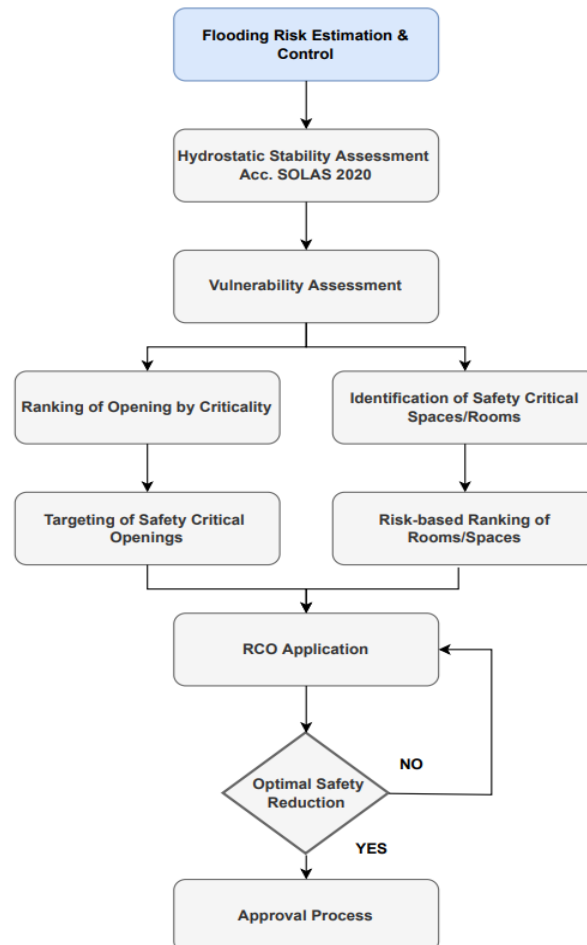 Flooding Risk Estimation &
Control
Hydrostatic Stability Assessment
Acc. SOLAS 2020
Vulnerability Assessment
Ranking of Opening by Criticality
Identification of Safety Critical
Spaces/Rooms
Targeting of Safety Critical
Openings
Risk-based Ranking of
Rooms/Spaces
RCO Application
Optimal Safety
Reduction
NO
YES
Approval Process